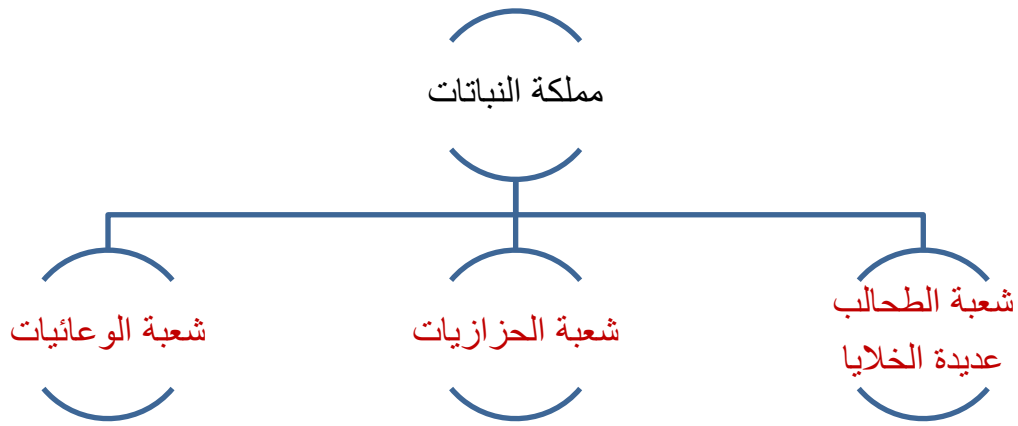 مملكة النباتات
شعبة الطحالب
عديدة الخلايا
شعبة الحزازيات
شعبة الوعائيات